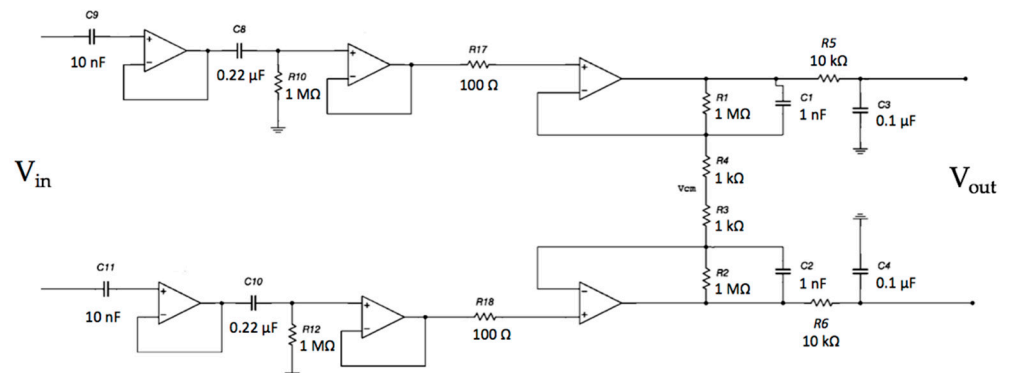 C9
10 nF
C8
0.22 µF
R10
1 MΩ
R17
100 Ω
R1
1 MΩ
C1
1 nF
R5
10 kΩ
C3
0.1 µF
R4
1 kΩ
Vcm
R3
1 kΩ
Vin
Vout
C11
10 nF
C10
0.22 µF
R12
1 MΩ
R18
100 Ω
R2
1 MΩ
C2
1 nF
C4
0.1 µF
R6
10 kΩ